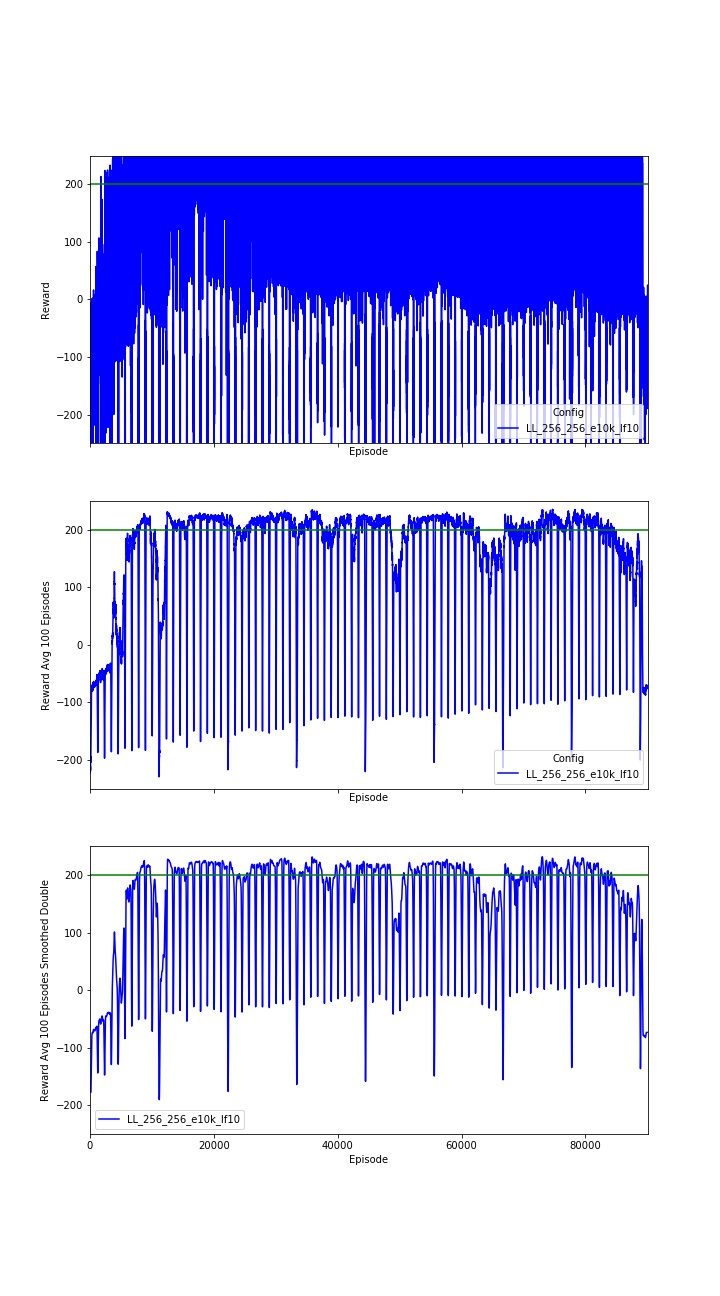 200
100
0
−100
−200
Reward
Config
LL_256_256_e10k_lf10
Episode
200
100
0
−100
−200
Reward Avg 100 Episodes
Config
LL_256_256_e10k_lf10
Episode
200
100
0
−100
−200
Reward Avg 100 Episodes Smoothed Double
LL_256_256_e10k_lf10
0 20000 40000 60000 80000
Episode